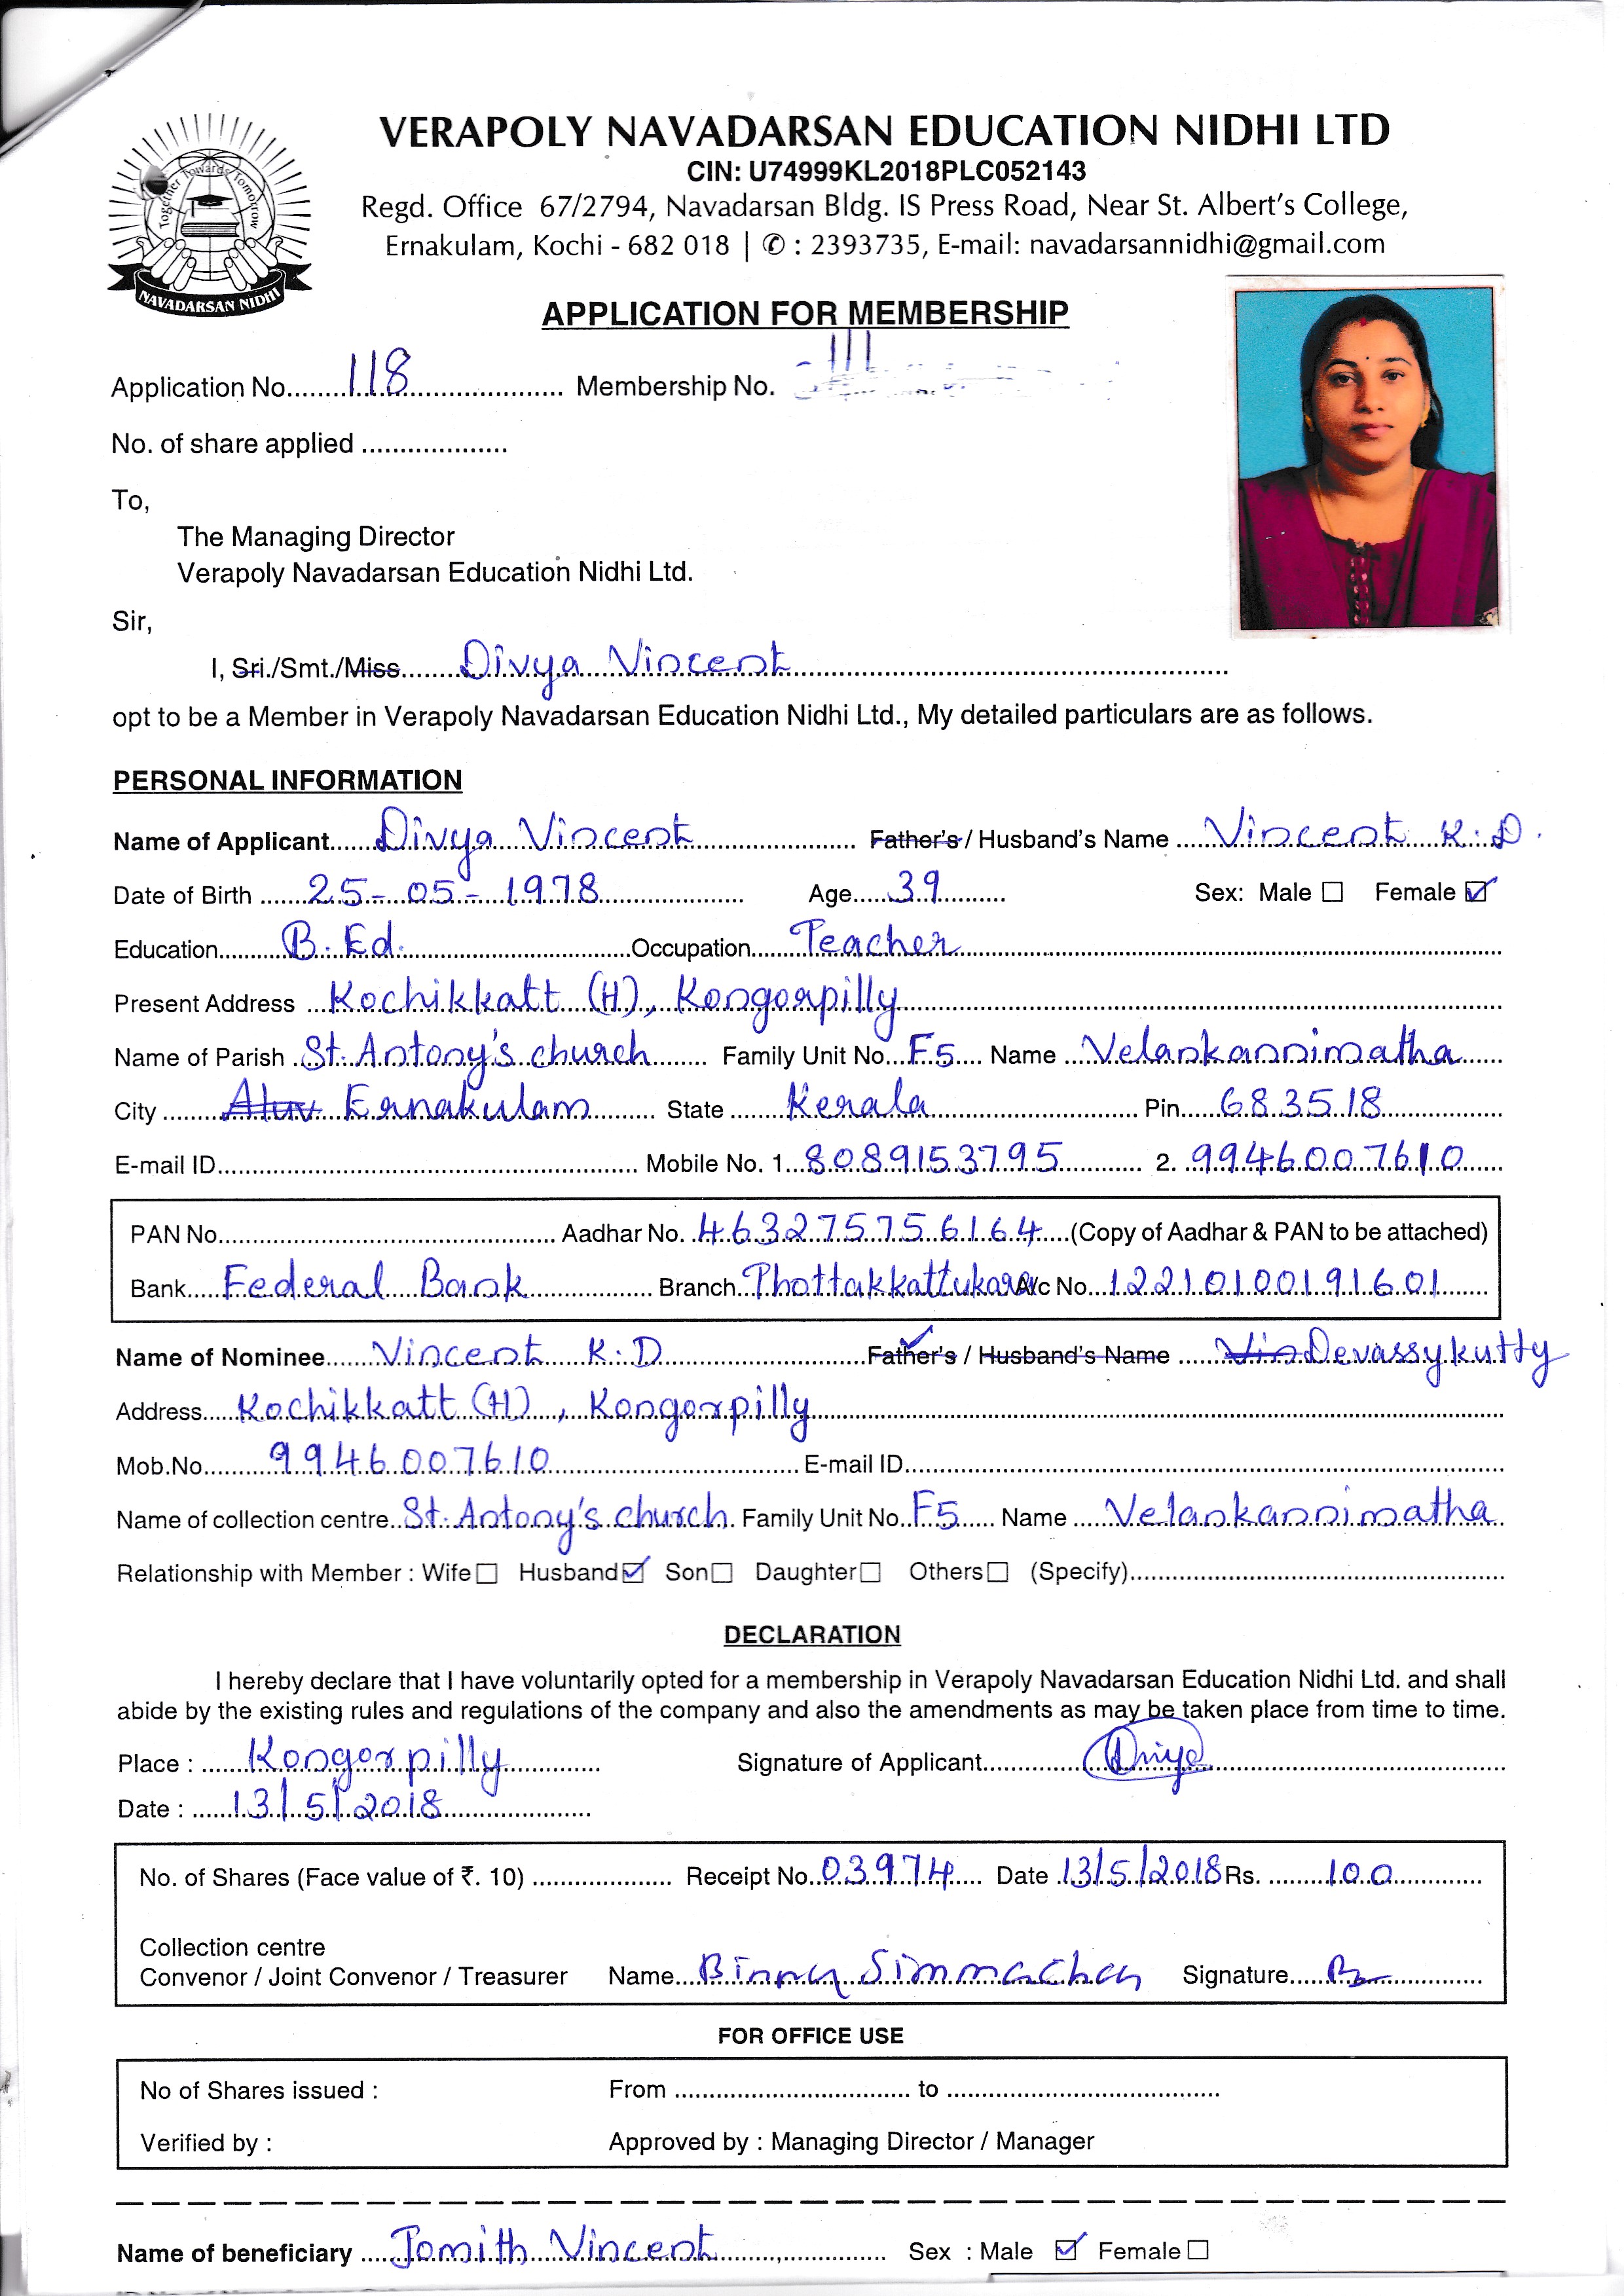 Together Towards Tomorrow
NAVADARSAN NIDHI
VERAPOLY NAVADARSAN EDUCATION NIDHI LTD
CIN: U74999KL2018PLC052143
Regd. Office 67/2794, Navadarsan Bldg. IS Press Road, Near St. Albert's College,
Ernakulam, Kochi - 682 018 | ✆ : 2393735, E-mail: navadarsannidhi@gmail.com
APPLICATION FOR MEMBERSHIP
Application No. 118 Membership No. 111
No. of share applied
To,
The Managing Director
Verapoly Navadarsan Education Nidhi Ltd.
Sir,
I, Sri./Smt./Miss Divya Vincent
opt to be a Member in Verapoly Navadarsan Education Nidhi Ltd., My detailed particulars are as follows.
PERSONAL INFORMATION
Name of Applicant Divya Vincent Father's / Husband's Name Vincent K.D.
Date of Birth 25-05-1978 Age 39 Sex: Male ☐ Female ☑
Education B.Ed. Occupation Teacher
Present Address Kochikkatt (H), Kongorpilly
Name of Parish St. Antony's church Family Unit No. F5 Name Velankannimatha
City Aluv Ernakulam State Kerala Pin 683518
E-mail ID Mobile No. 1. 8089153795 2. 9946007610
PAN No. Aadhar No. 463275756164 (Copy of Aadhar & PAN to be attached)
Bank Federal Bank Branch Thottakkattukara A/c No. 12210100191601
Name of Nominee Vincent K.D Father's / Husband's Name Vin Devassykutty
Address Kochikkatt (H), Kongorpilly
Mob.No. 9946007610 E-mail ID
Name of collection centre St. Antony's church Family Unit No. F5 Name Velankannimatha
Relationship with Member : Wife ☐ Husband ☑ Son ☐ Daughter ☐ Others ☐ (Specify)
DECLARATION
I hereby declare that I have voluntarily opted for a membership in Verapoly Navadarsan Education Nidhi Ltd. and shall
abide by the existing rules and regulations of the company and also the amendments as may be taken place from time to time.
Place : Kongorpilly Signature of Applicant Divya
Date : 13/5/2018
No. of Shares (Face value of ₹. 10) Receipt No. 03974 Date 13/5/2018 Rs. 100
Collection centre
Convenor / Joint Convenor / Treasurer Name Binny Simmachan Signature
FOR OFFICE USE
No of Shares issued : From to
Verified by : Approved by : Managing Director / Manager
Name of beneficiary Jomith Vincent Sex : Male ☑ Female ☐